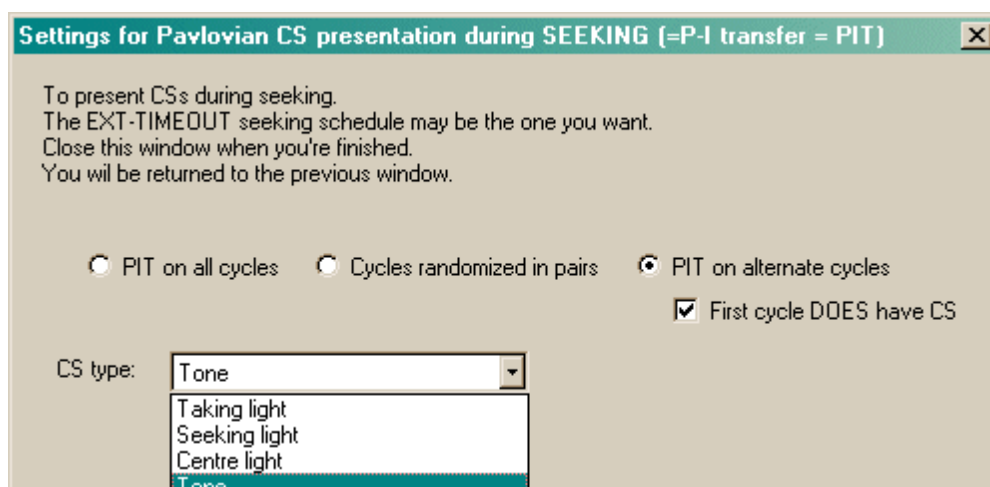 Settings for Pavlovian CS presentation during SEEKING (=P-I transfer = PIT)
To present CSs during seeking.
The EXT-TIMEOUT seeking schedule may be the one you want.
Close this window when you're finished.
You wil be returned to the previous window.
PIT on all cycles Cycles randomized in pairs PIT on alternate cycles
First cycle DOES have CS
CS type: Tone
Taking light
Seeking light
Centre light
Tone